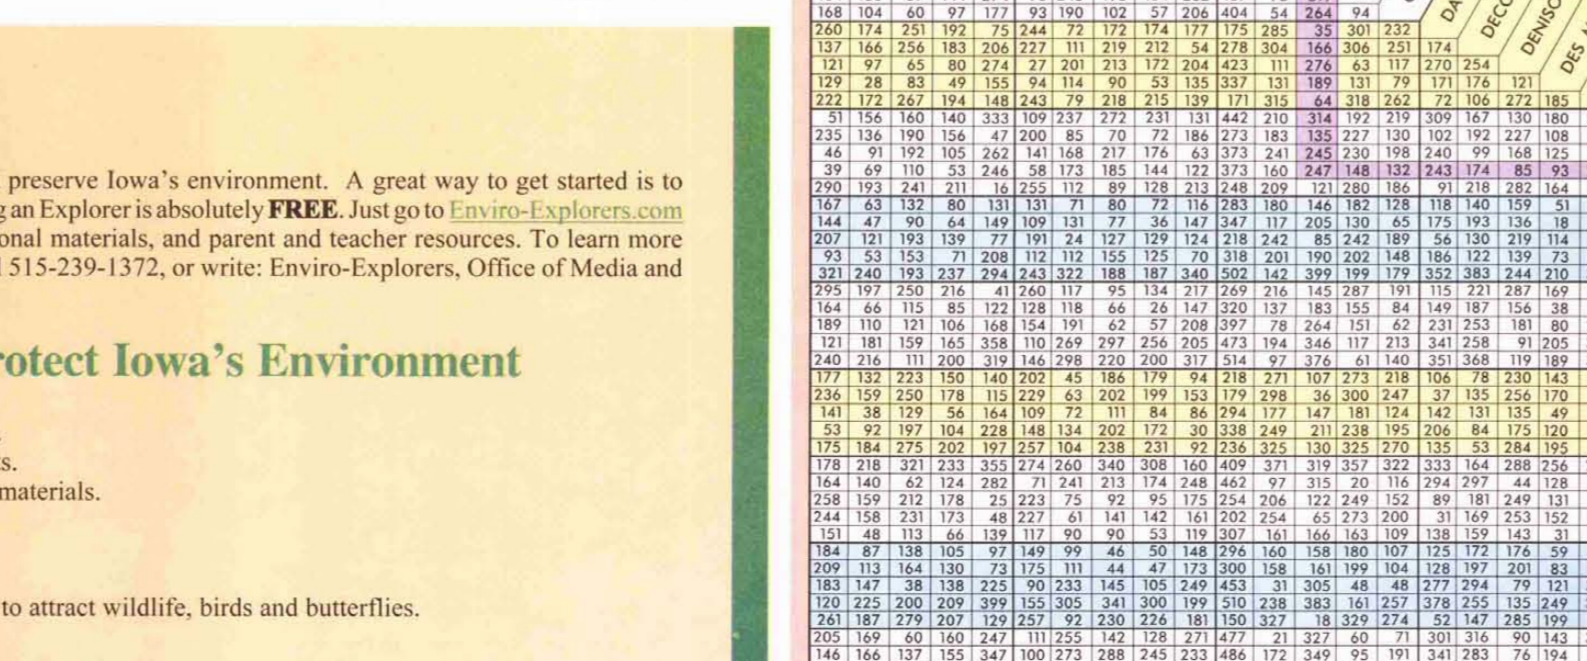 preserve Iowa's environment. A great way to get started is to
g an Explorer is absolutely FREE. Just go to Enviro-Explorers.com
onal materials, and parent and teacher resources. To learn more
515-239-1372, or write: Enviro-Explorers, Office of Media and
otect Iowa's Environment
s.
materials.
to attract wildlife, birds and butterflies.
DA
DECO
DENISO
DES
168 104 60 97 177 93 190 102 57 206 404 54 264 94
260 174 251 192 75 244 72 172 174 177 175 285 35 301 232
137 166 256 183 206 227 111 219 212 54 278 304 166 306 251 174
121 97 65 80 274 27 201 213 172 204 423 111 276 63 117 270 254
129 28 83 49 155 94 114 90 53 135 337 131 189 131 79 171 176 121
222 172 267 194 148 243 79 218 215 139 171 315 64 318 262 72 106 272 185
51 156 160 140 333 109 237 272 231 131 442 210 314 192 219 309 167 130 180
235 136 190 156 47 200 85 70 72 186 273 183 135 227 130 102 192 227 108
46 91 192 105 262 141 168 217 176 63 373 241 245 230 198 240 99 168 125
39 69 110 53 246 58 173 185 144 122 373 160 247 148 132 243 174 85 93
290 193 241 211 16 255 112 89 128 213 248 209 121 280 186 91 218 282 164
167 63 132 80 131 131 71 80 72 116 283 180 146 182 128 118 140 159 51
144 47 90 64 149 109 131 77 36 147 347 117 205 130 65 175 193 136 18
207 121 193 139 77 191 24 127 129 124 218 242 85 242 189 56 130 219 114
93 53 153 71 208 112 112 155 125 70 318 201 190 202 148 186 122 139 73
321 240 193 237 294 243 322 188 187 340 502 142 399 199 179 352 383 244 210
295 197 250 216 41 260 117 95 134 217 269 216 145 287 191 115 221 287 169
164 66 115 85 122 128 118 66 26 147 320 137 183 155 84 149 187 156 38
189 110 121 106 168 154 191 62 57 208 397 78 264 151 62 231 253 181 80
121 181 159 165 358 110 269 297 256 205 473 194 346 117 213 341 258 91 205
240 216 111 200 319 146 298 220 200 317 514 97 376 61 140 351 368 119 189
177 132 223 150 140 202 45 186 179 94 218 271 107 273 218 106 78 230 143
236 159 250 178 115 229 63 202 199 153 179 298 36 300 247 37 135 256 170
141 38 129 56 164 109 72 111 84 86 294 177 147 181 124 142 131 135 49
53 92 197 104 228 148 134 202 172 30 338 249 211 238 195 206 84 175 120
175 184 275 202 197 257 104 238 231 92 236 325 130 325 270 135 53 284 195
178 218 321 233 355 274 260 340 308 160 409 371 319 357 322 333 164 288 256
164 140 62 124 282 71 241 213 174 248 462 97 315 20 116 294 297 44 128
258 159 212 178 25 223 75 92 95 175 254 206 122 249 152 89 181 249 131
244 158 231 173 48 227 61 141 142 161 202 254 65 273 200 31 169 253 152
151 48 113 66 139 117 90 90 53 119 307 161 166 163 109 138 159 143 31
184 87 138 105 97 149 99 46 50 148 296 160 158 180 107 125 172 176 59
209 113 164 130 73 175 111 44 47 173 300 158 161 199 104 128 197 201 83
183 147 38 138 225 90 233 145 105 249 453 31 305 48 48 277 294 79 121
120 225 200 209 399 155 305 341 300 199 510 238 383 161 257 378 255 135 249
261 187 279 207 129 257 92 230 226 181 150 327 18 329 274 52 147 285 199
205 169 60 160 247 111 255 142 128 271 477 21 327 60 71 301 316 90 143
146 166 137 155 347 100 273 288 245 233 486 172 349 95 191 341 283 76 194